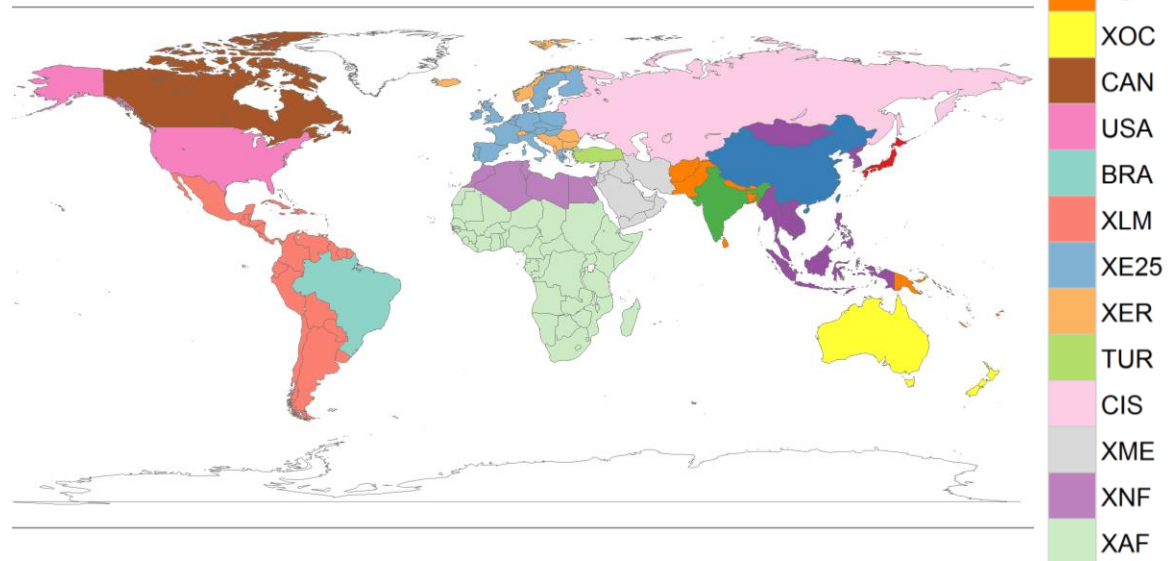 XOC
CAN
USA
BRA
XLM
XE25
XER
TUR
CIS
XME
XNF
XAF